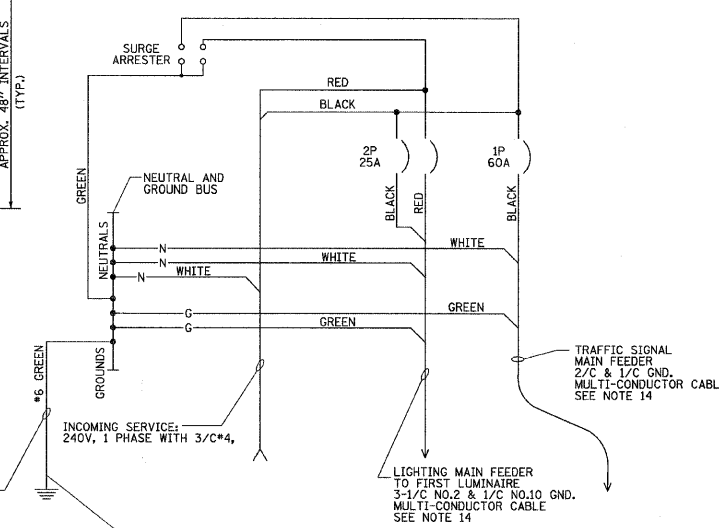 APPROX. 48" INTERVALS
(TYP.)
SURGE
ARRESTER
RED
BLACK
2P
25A
1P
60A
GREEN
NEUTRAL AND
GROUND BUS
BLACK
RED
BLACK
NEUTRALS
N
WHITE
N
WHITE
N
WHITE
G
GREEN
G
GREEN
GROUNDS
#6 GREEN
TRAFFIC SIGNAL
MAIN FEEDER
2/C & 1/C GND.
MULTI-CONDUCTOR CABL
SEE NOTE 14
INCOMING SERVICE:
240V, 1 PHASE WITH 3/C#4,
LIGHTING MAIN FEEDER
TO FIRST LUMINAIRE
3-1/C NO.2 & 1/C NO.10 GND.
MULTI-CONDUCTOR CABLE
SEE NOTE 14